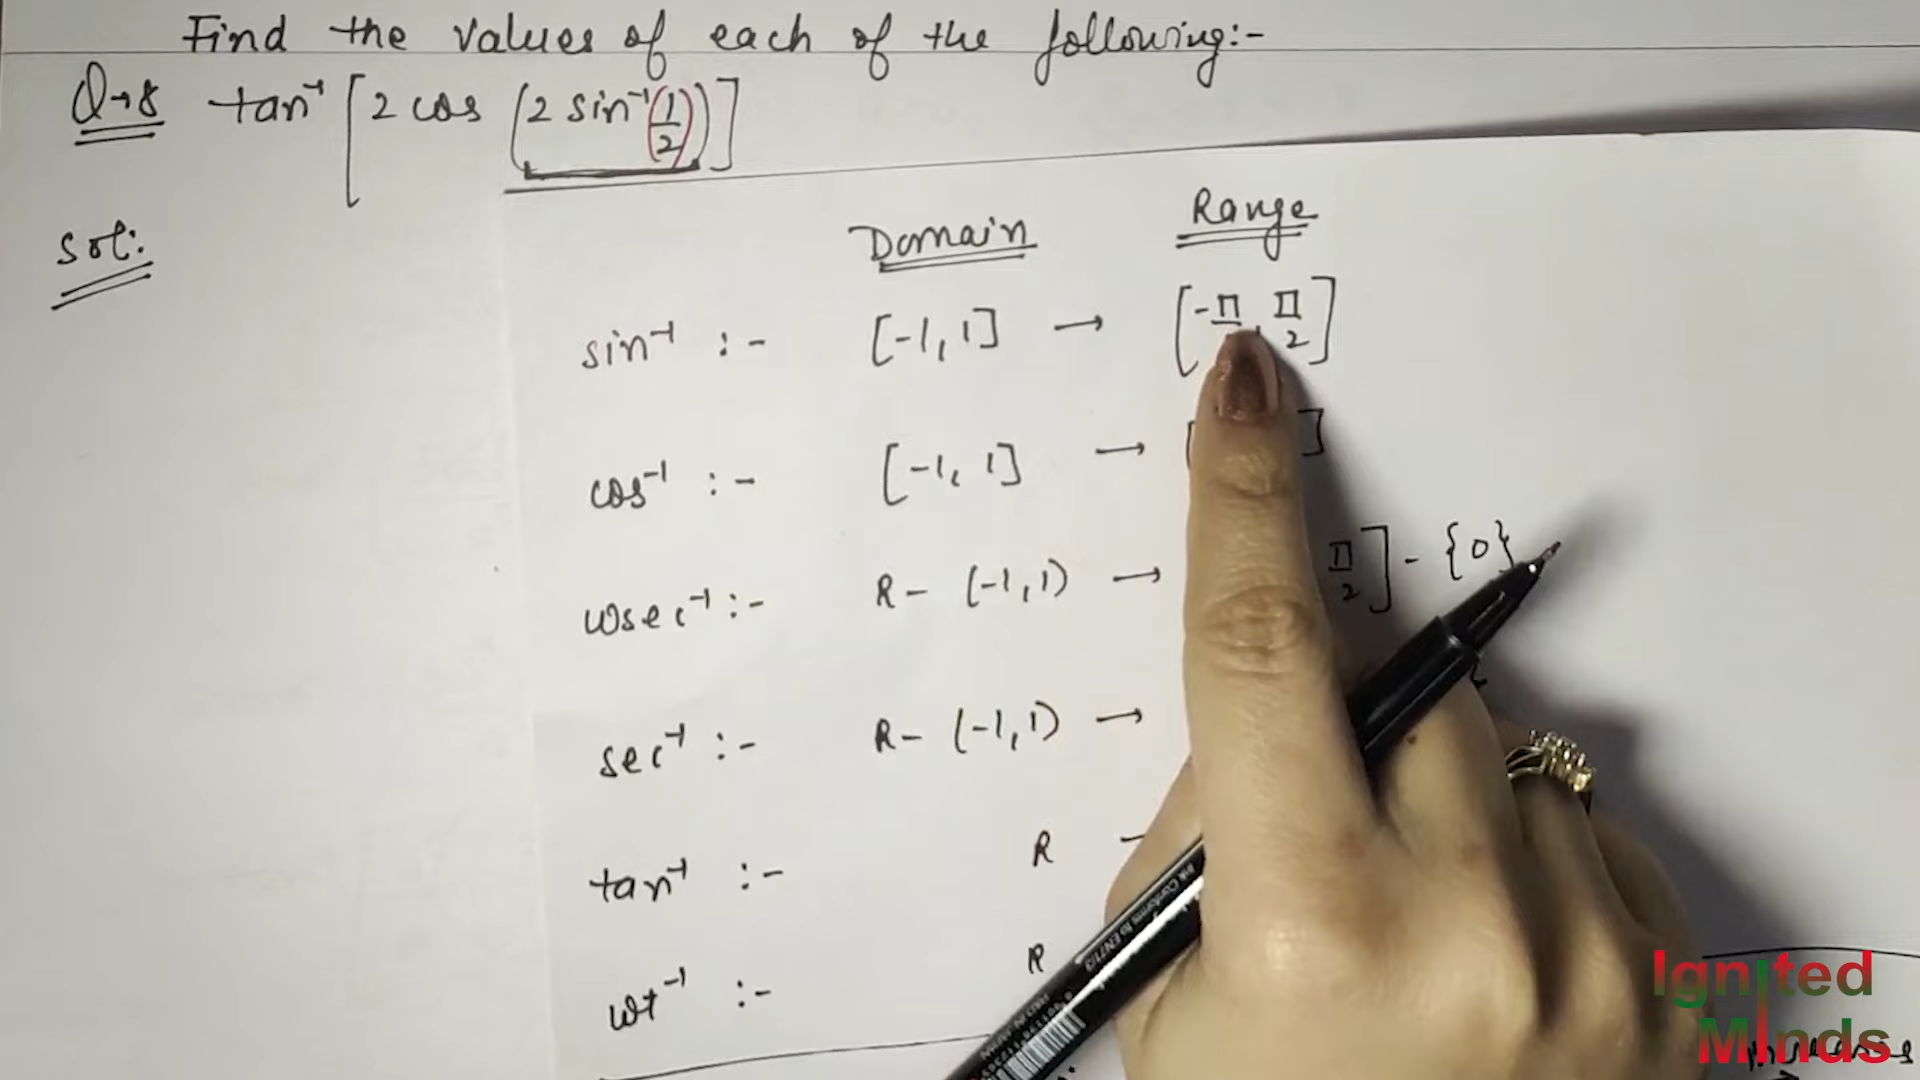 Find the values of each of the following:-
Q→8 tan⁻¹ [2 cos (2 sin⁻¹(1/2))]
Sol:
Domain Range
sin⁻¹ :- [-1, 1] → [-π/, π/2]
cos⁻¹ :- [-1, 1] → [ ]
cosec⁻¹ :- R - (-1, 1) → π/2] - {0}
sec⁻¹ :- R - (-1, 1) →
tan⁻¹ :- R -
cot⁻¹ :- R
Ignited
Minds